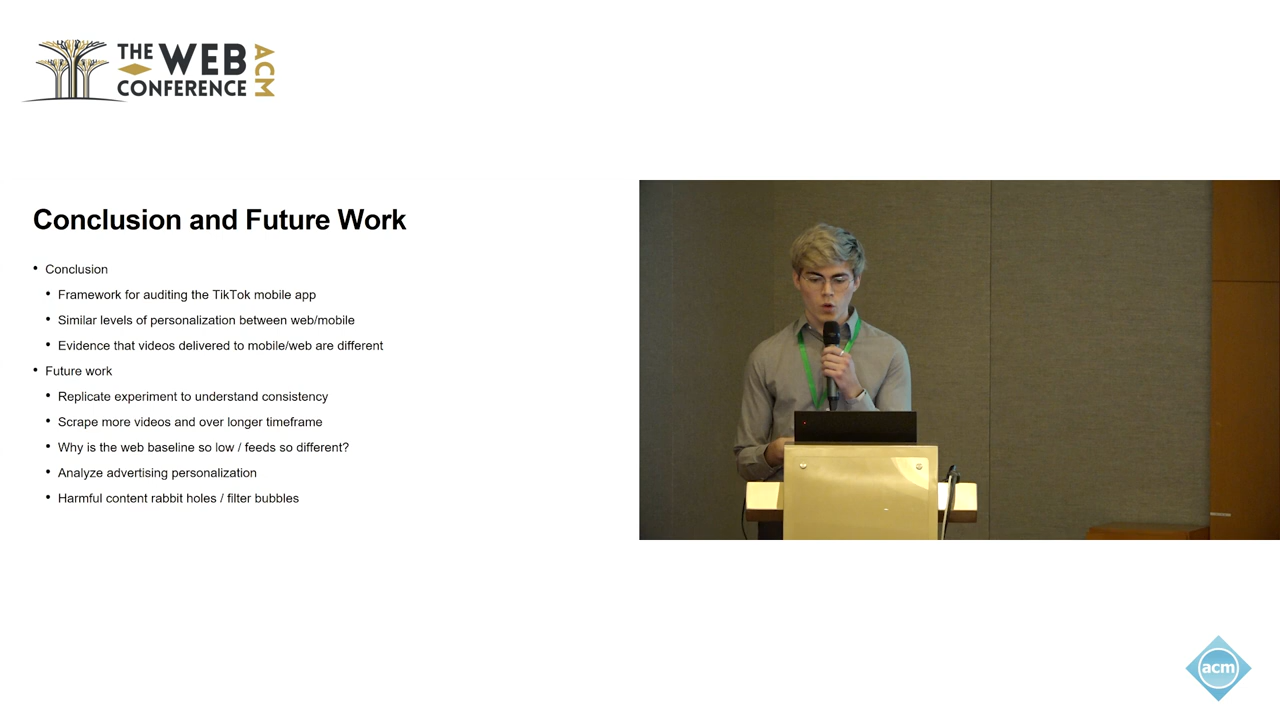 THE WEB
CONFERENCE
ACM
Conclusion and Future Work
• Conclusion
• Framework for auditing the TikTok mobile app
• Similar levels of personalization between web/mobile
• Evidence that videos delivered to mobile/web are different
• Future work
• Replicate experiment to understand consistency
• Scrape more videos and over longer timeframe
• Why is the web baseline so low / feeds so different?
• Analyze advertising personalization
• Harmful content rabbit holes / filter bubbles
acm